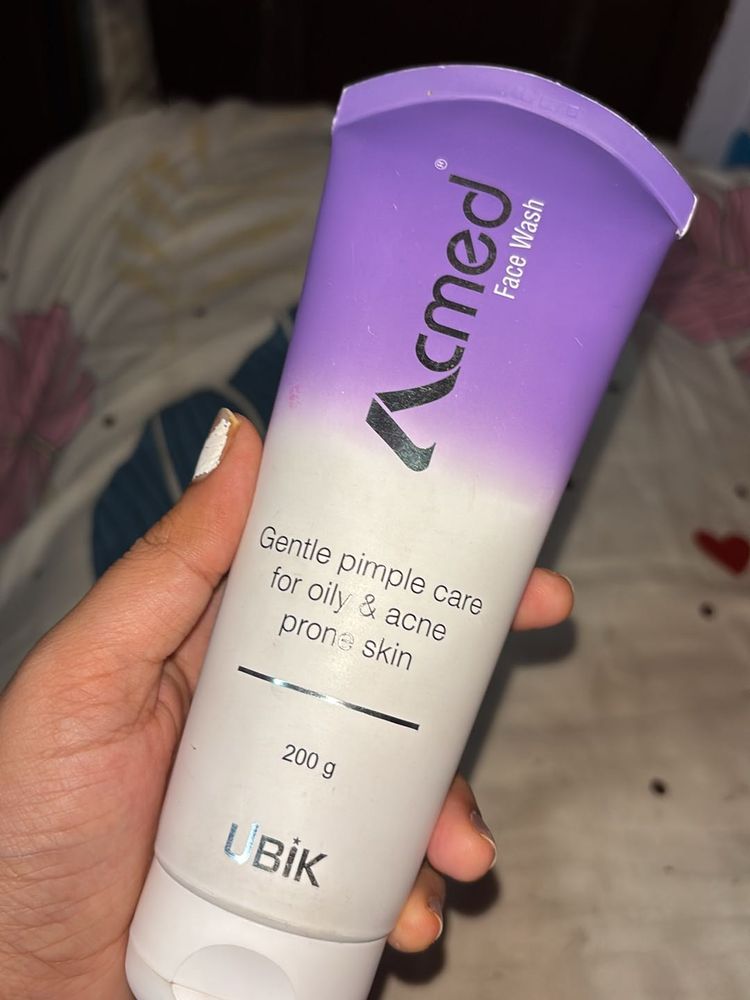 Acmed®
Face Wash
Gentle pimple care
for oily & acne
prone skin
200 g
UBiK